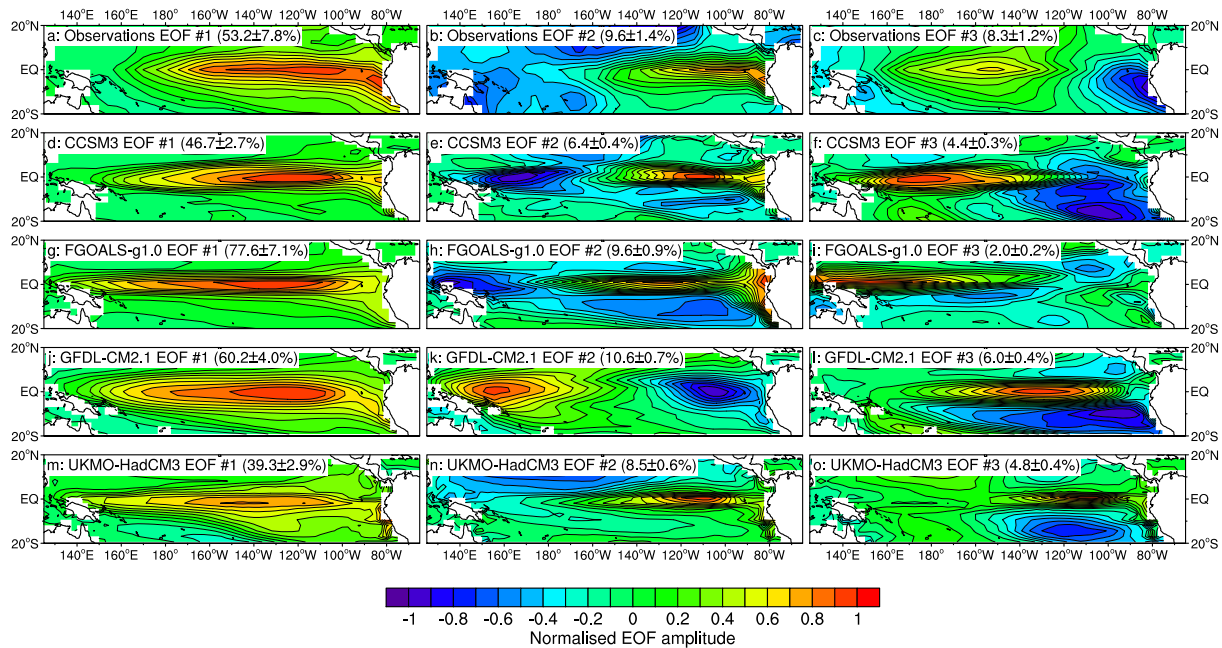 140°E 160°E 180° 160°W 140°W 120°W 100°W 80°W 140°E 160°E 180° 160°W 140°W 120°W 100°W 80°W 140°E 160°E 180° 160°W 140°W 120°W 100°W 80°W
20°N 20°N
a: Observations EOF #1 (53.2±7.8%) b: Observations EOF #2 (9.6±1.4%) c: Observations EOF #3 (8.3±1.2%)
EQ EQ
20°S 20°S
20°N 20°N
d: CCSM3 EOF #1 (46.7±2.7%) e: CCSM3 EOF #2 (6.4±0.4%) f: CCSM3 EOF #3 (4.4±0.3%)
EQ EQ
20°S 20°S
20°N 20°N
g: FGOALS-g1.0 EOF #1 (77.6±7.1%) h: FGOALS-g1.0 EOF #2 (9.6±0.9%) i: FGOALS-g1.0 EOF #3 (2.0±0.2%)
EQ EQ
20°S 20°S
20°N 20°N
j: GFDL-CM2.1 EOF #1 (60.2±4.0%) k: GFDL-CM2.1 EOF #2 (10.6±0.7%) l: GFDL-CM2.1 EOF #3 (6.0±0.4%)
EQ EQ
20°S 20°S
20°N 20°N
m: UKMO-HadCM3 EOF #1 (39.3±2.9%) n: UKMO-HadCM3 EOF #2 (8.5±0.6%) o: UKMO-HadCM3 EOF #3 (4.8±0.4%)
EQ EQ
20°S 20°S
140°E 160°E 180° 160°W 140°W 120°W 100°W 80°W 140°E 160°E 180° 160°W 140°W 120°W 100°W 80°W 140°E 160°E 180° 160°W 140°W 120°W 100°W 80°W
-1 -0.8 -0.6 -0.4 -0.2 0 0.2 0.4 0.6 0.8 1
Normalised EOF amplitude